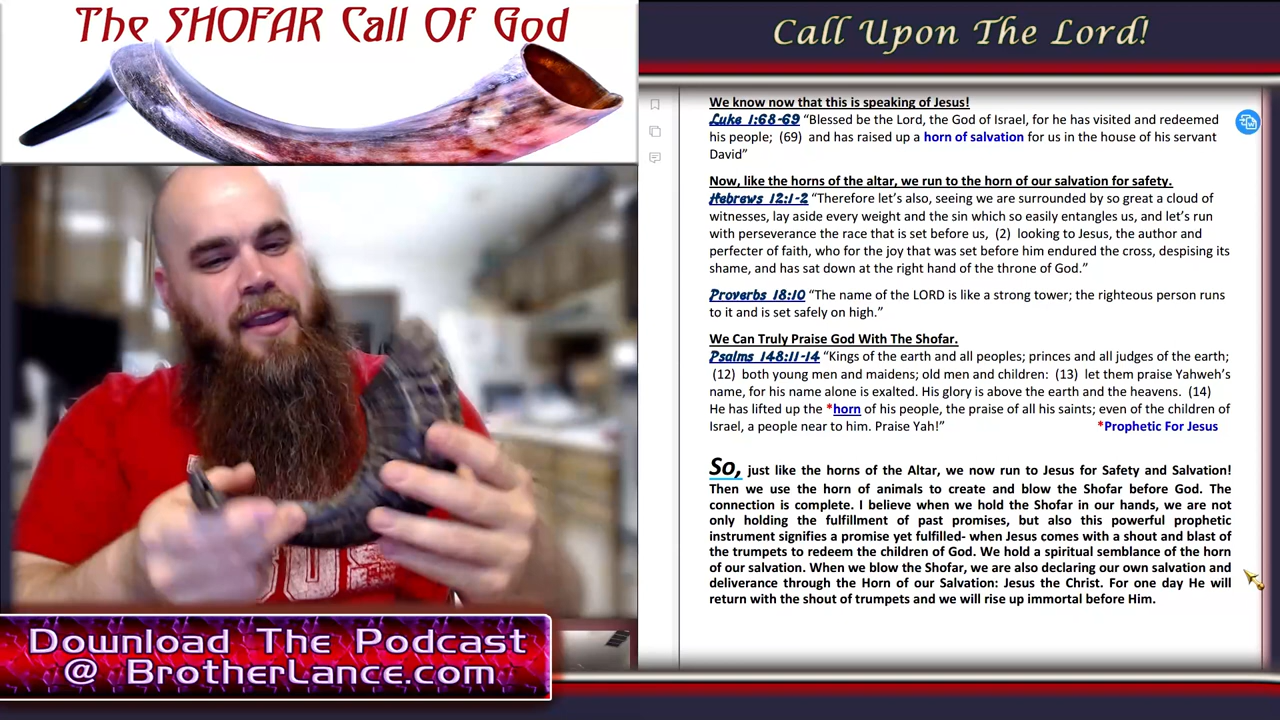 The SHOFAR Call Of God
Call Upon The Lord!
We know now that this is speaking of Jesus!
Luke 1:68-69 “Blessed be the Lord, the God of Israel, for he has visited and redeemed
his people; (69) and has raised up a horn of salvation for us in the house of his servant
David”
Now, like the horns of the altar, we run to the horn of our salvation for safety.
Hebrews 12:1-2 “Therefore let’s also, seeing we are surrounded by so great a cloud of
witnesses, lay aside every weight and the sin which so easily entangles us, and let’s run
with perseverance the race that is set before us, (2) looking to Jesus, the author and
perfecter of faith, who for the joy that was set before him endured the cross, despising its
shame, and has sat down at the right hand of the throne of God.”
Proverbs 18:10 “The name of the LORD is like a strong tower; the righteous person runs
to it and is set safely on high.”
We Can Truly Praise God With The Shofar.
Psalms 148:11-14 “Kings of the earth and all peoples; princes and all judges of the earth;
(12) both young men and maidens; old men and children: (13) let them praise Yahweh’s
name, for his name alone is exalted. His glory is above the earth and the heavens. (14)
He has lifted up the *horn of his people, the praise of all his saints; even of the children of
Israel, a people near to him. Praise Yah!” *Prophetic For Jesus
So, just like the horns of the Altar, we now run to Jesus for Safety and Salvation!
Then we use the horn of animals to create and blow the Shofar before God. The
connection is complete. I believe when we hold the Shofar in our hands, we are not
only holding the fulfillment of past promises, but also this powerful prophetic
instrument signifies a promise yet fulfilled- when Jesus comes with a shout and blast of
the trumpets to redeem the children of God. We hold a spiritual semblance of the horn
of our salvation. When we blow the Shofar, we are also declaring our own salvation and
deliverance through the Horn of our Salvation: Jesus the Christ. For one day He will
return with the shout of trumpets and we will rise up immortal before Him.
Download The Podcast
@ BrotherLance.com